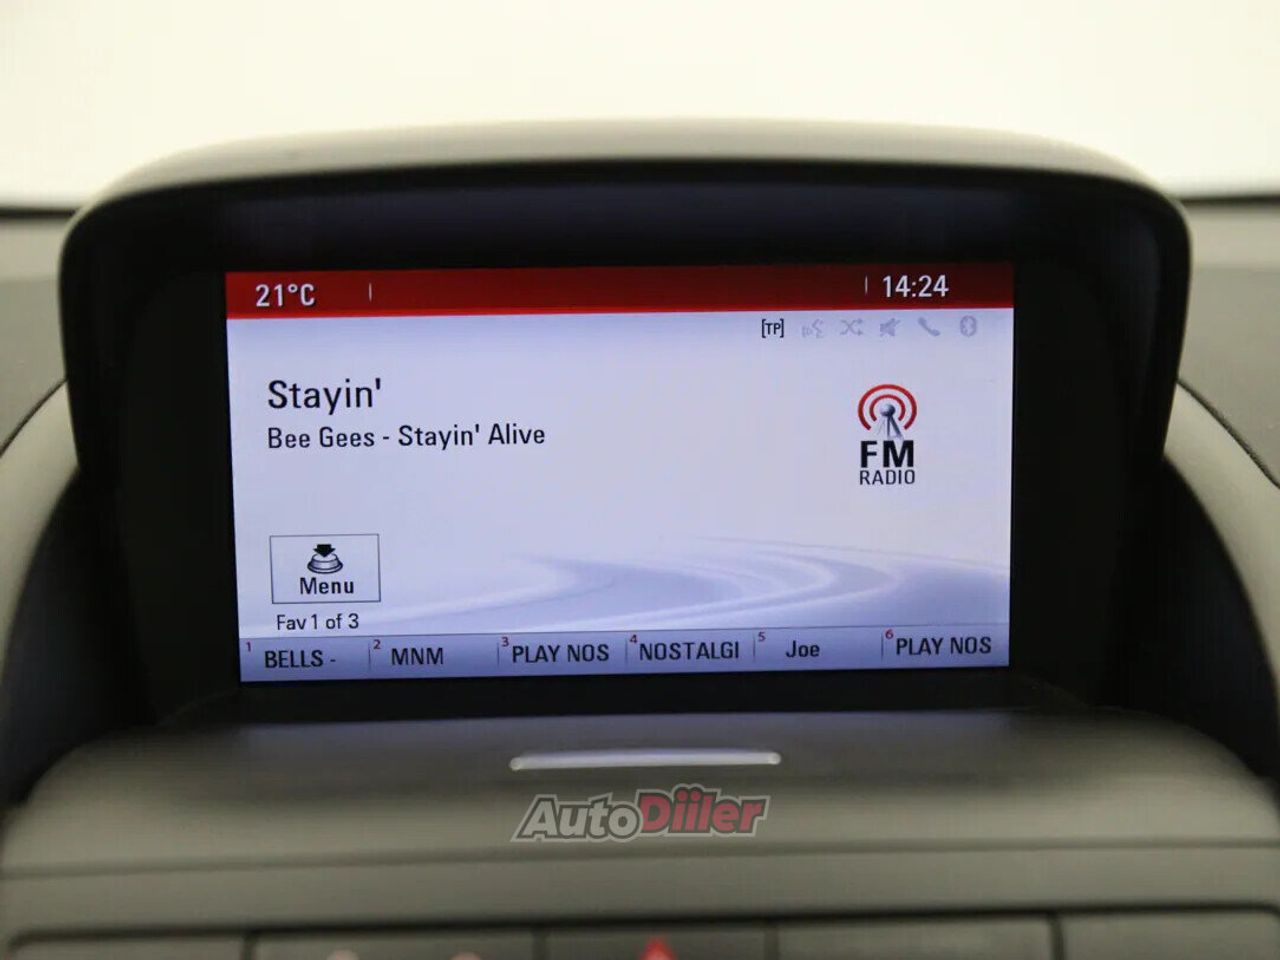 21°C
14:24
[TP]
Stayin'
Bee Gees - Stayin' Alive
FM
RADIO
Menu
Fav 1 of 3
1 BELLS - 2 MNM 3 PLAY NOS 4 NOSTALGI 5 Joe 6 PLAY NOS
AutoDiiler